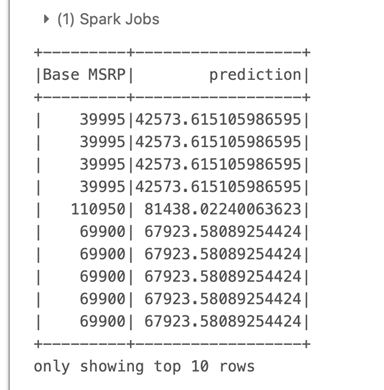 (1) Spark Jobs
+---------+-----------------+
|Base MSRP|       prediction|
+---------+-----------------+
|    39995|42573.615105986595|
|    39995|42573.615105986595|
|    39995|42573.615105986595|
|    39995|42573.615105986595|
|   110950| 81438.02240063623|
|    69900| 67923.58089254424|
|    69900| 67923.58089254424|
|    69900| 67923.58089254424|
|    69900| 67923.58089254424|
|    69900| 67923.58089254424|
+---------+-----------------+
only showing top 10 rows